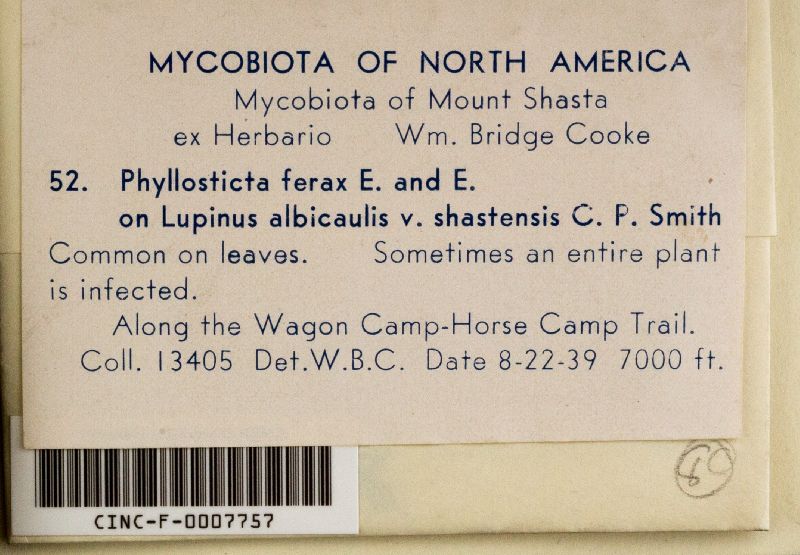 MYCOBIOTA OF NORTH AMERICA
Mycobiota of Mount Shasta
ex Herbario Wm. Bridge Cooke
52. Phyllosticta ferax E. and E.
on Lupinus albicaulis v. shastensis C. P. Smith
Common on leaves. Sometimes an entire plant
is infected.
Along the Wagon Camp-Horse Camp Trail.
Coll. 13405 Det.W.B.C. Date 8-22-39 7000 ft.
CINC-F-0007757